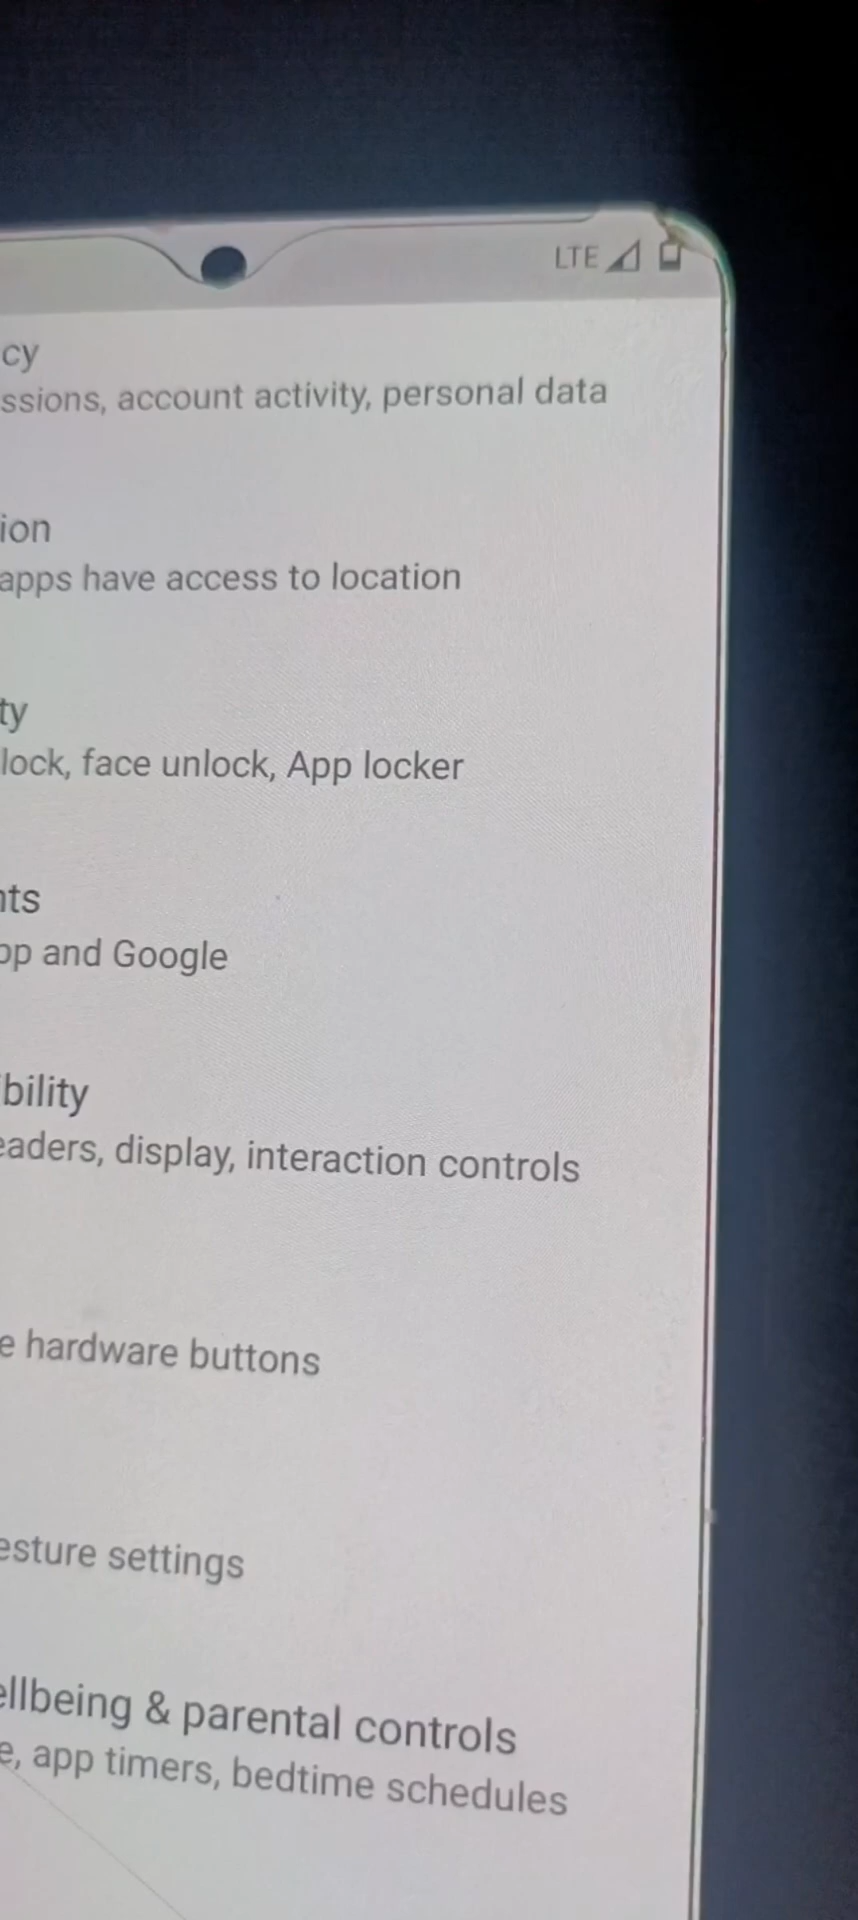 LTE
cy
ssions, account activity, personal data
ion
apps have access to location
ty
lock, face unlock, App locker
nts
pp and Google
bility
eaders, display, interaction controls
e hardware buttons
esture settings
ellbeing & parental controls
e, app timers, bedtime schedules